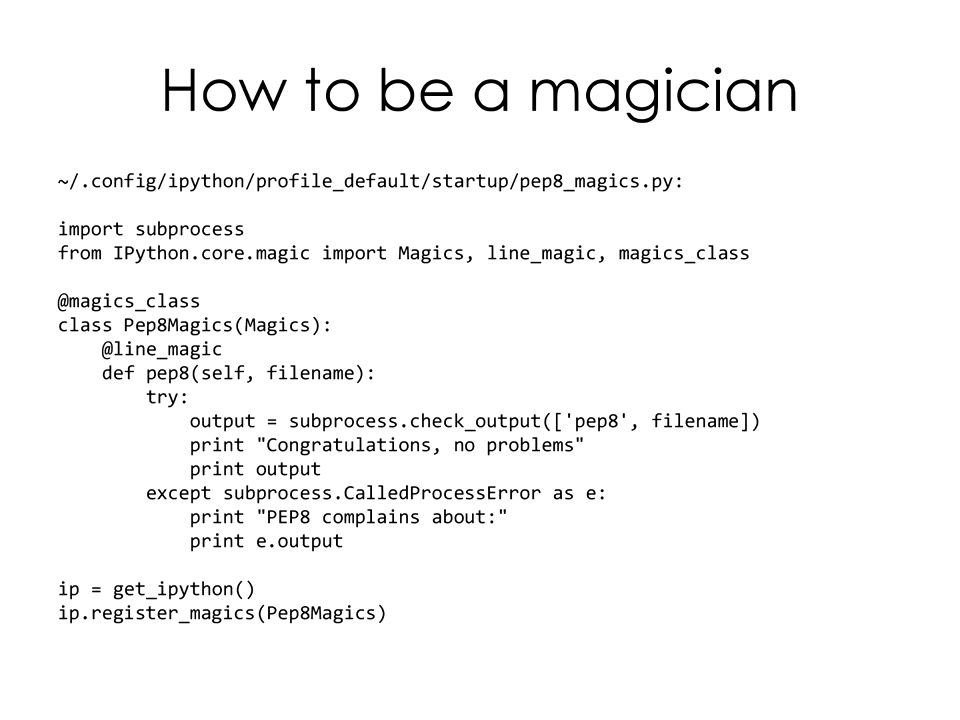 How to be a magician
~/.config/ipython/profile_default/startup/pep8_magics.py:
import subprocess
from IPython.core.magic import Magics, line_magic, magics_class
@magics_class
class Pep8Magics(Magics):
    @line_magic
    def pep8(self, filename):
        try:
            output = subprocess.check_output(['pep8', filename])
            print "Congratulations, no problems"
            print output
        except subprocess.CalledProcessError as e:
            print "PEP8 complains about:"
            print e.output
ip = get_ipython()
ip.register_magics(Pep8Magics)